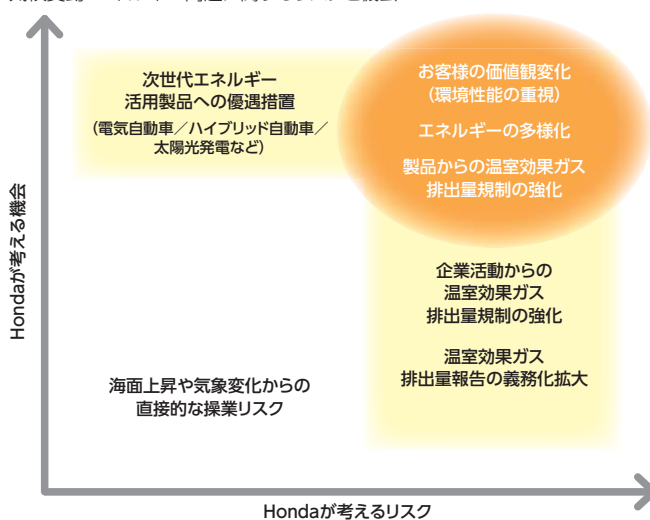 次世代エネルギー
活用製品への優遇措置
（電気自動車／ハイブリッド自動車／
太陽光発電など）
お客様の価値観変化
（環境性能の重視）
エネルギーの多様化
製品からの温室効果ガス
排出量規制の強化
企業活動からの
温室効果ガス
排出量規制の強化
温室効果ガス
排出量報告の義務化拡大
海面上昇や気象変化からの
直接的な操業リスク
Hondaが考える機会
Hondaが考えるリスク